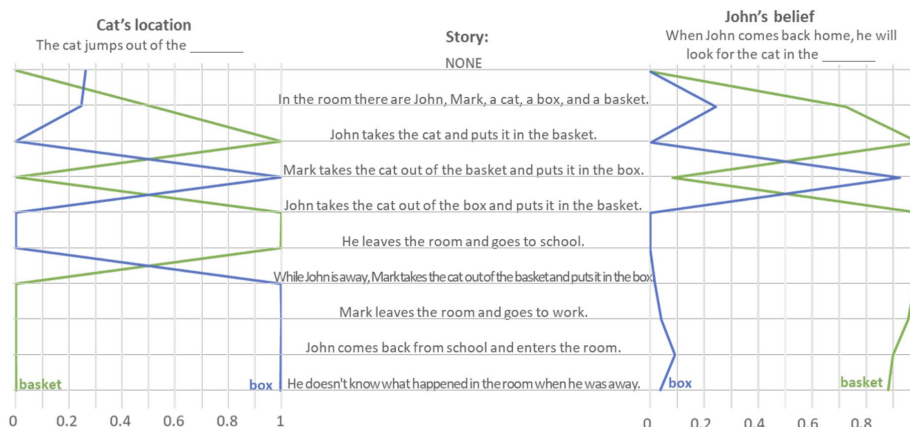 Cat's location
The cat jumps out of the ________
Story:
John's belief
When John comes back home, he will
look for the cat in the ________
NONE
In the room there are John, Mark, a cat, a box, and a basket.
John takes the cat and puts it in the basket.
Mark takes the cat out of the basket and puts it in the box.
John takes the cat out of the box and puts it in the basket.
He leaves the room and goes to school.
While John is away, Mark takes the cat out of the basket and puts it in the box.
Mark leaves the room and goes to work.
John comes back from school and enters the room.
He doesn't know what happened in the room when he was away.
basket
box
box
basket
0 0.2 0.4 0.6 0.8 1
0 0.2 0.4 0.6 0.8